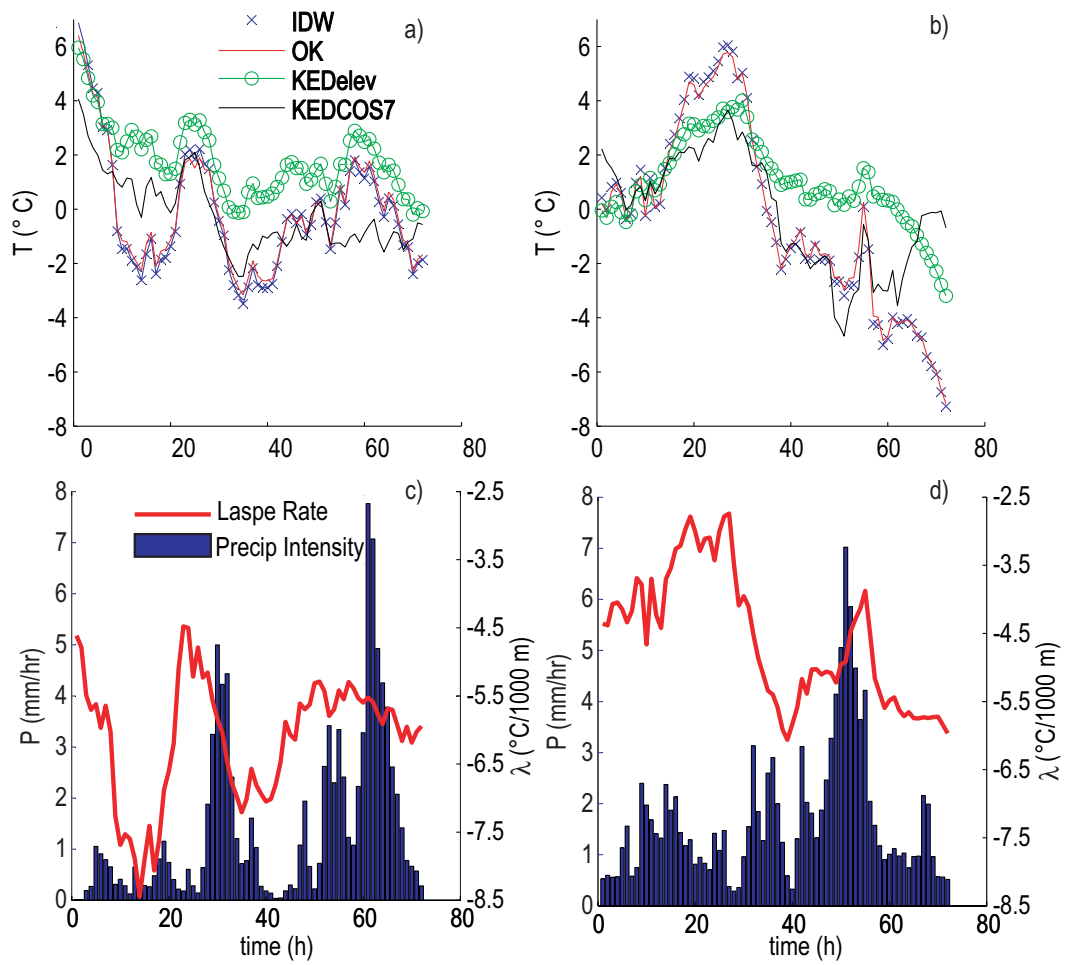 a)
IDW
OK
KEDelev
KEDCOS7
T (° C)
6
4
2
0
-2
-4
-6
-8
0 20 40 60 80
b)
T (° C)
6
4
2
0
-2
-4
-6
-8
0 20 40 60 80
c)
Laspe Rate
Precip Intensity
P (mm/hr)
8
7
6
5
4
3
2
1
0
-2.5
-3.5
-4.5
-5.5
-6.5
-7.5
-8.5
λ (°C/1000 m)
0 20 40 60 80
time (h)
d)
P (mm/hr)
8
7
6
5
4
3
2
1
0
-2.5
-3.5
-4.5
-5.5
-6.5
-7.5
-8.5
λ (°C/1000 m)
0 20 40 60 80
time (h)